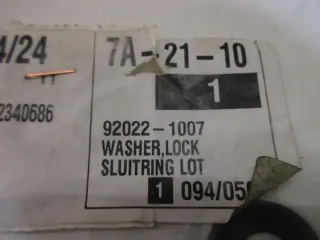 4/24
2340686
7A-21-10
1
92022-1007
WASHER,LOCK
SLUITRING LOT
1 094/05